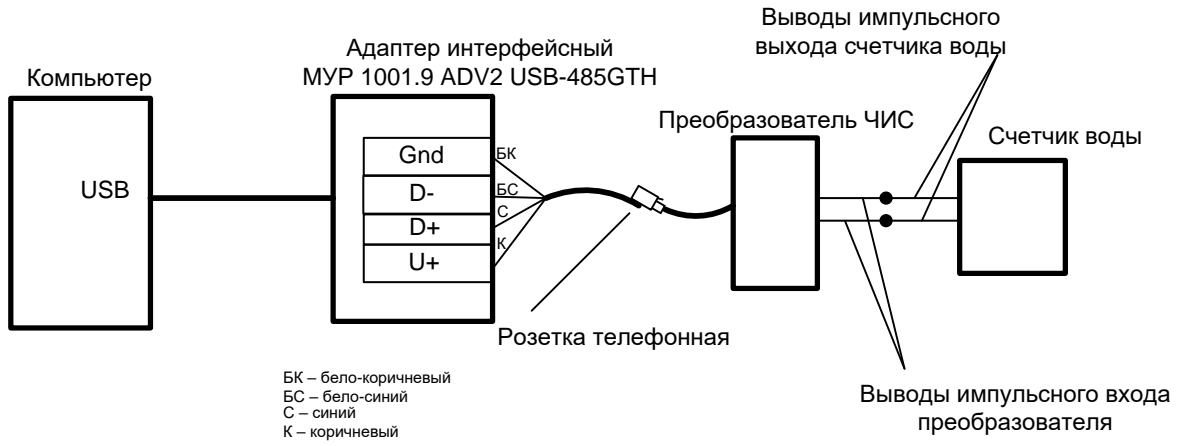 Выводы импульсного
выхода счетчика воды
Адаптер интерфейсный
МУР 1001.9 ADV2 USB-485GTH
Компьютер
Преобразователь ЧИС
Счетчик воды
USB
Gnd
БК
D-
БС
D+
С
U+
К
Розетка телефонная
БК – бело-коричневый
БС – бело-синий
С – синий
К – коричневый
Выводы импульсного входа
преобразователя